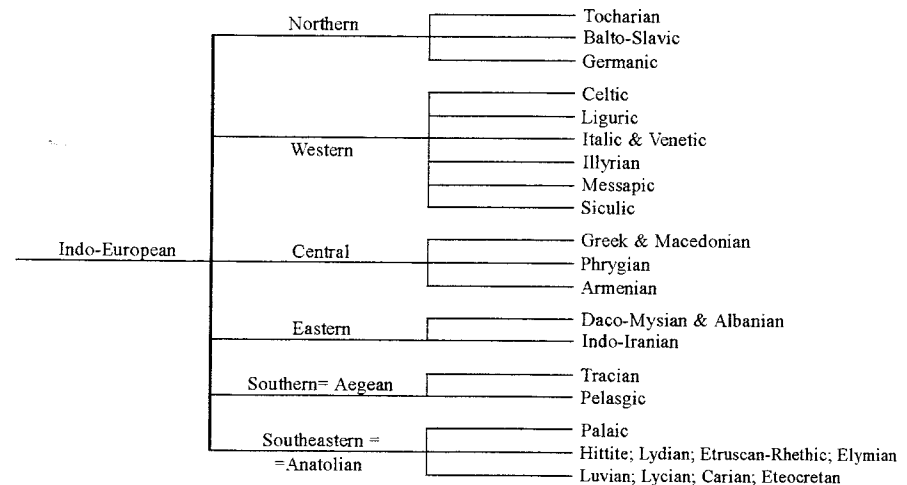 Northern
Tocharian
Balto-Slavic
Germanic
Western
Celtic
Liguric
Italic & Venetic
Illyrian
Messapic
Siculic
Indo-European
Central
Greek & Macedonian
Phrygian
Armenian
Eastern
Daco-Mysian & Albanian
Indo-Iranian
Southern= Aegean
Tracian
Pelasgic
Southeastern =
=Anatolian
Palaic
Hittite; Lydian; Etruscan-Rhethic; Elymian
Luvian; Lycian; Carian; Eteocretan